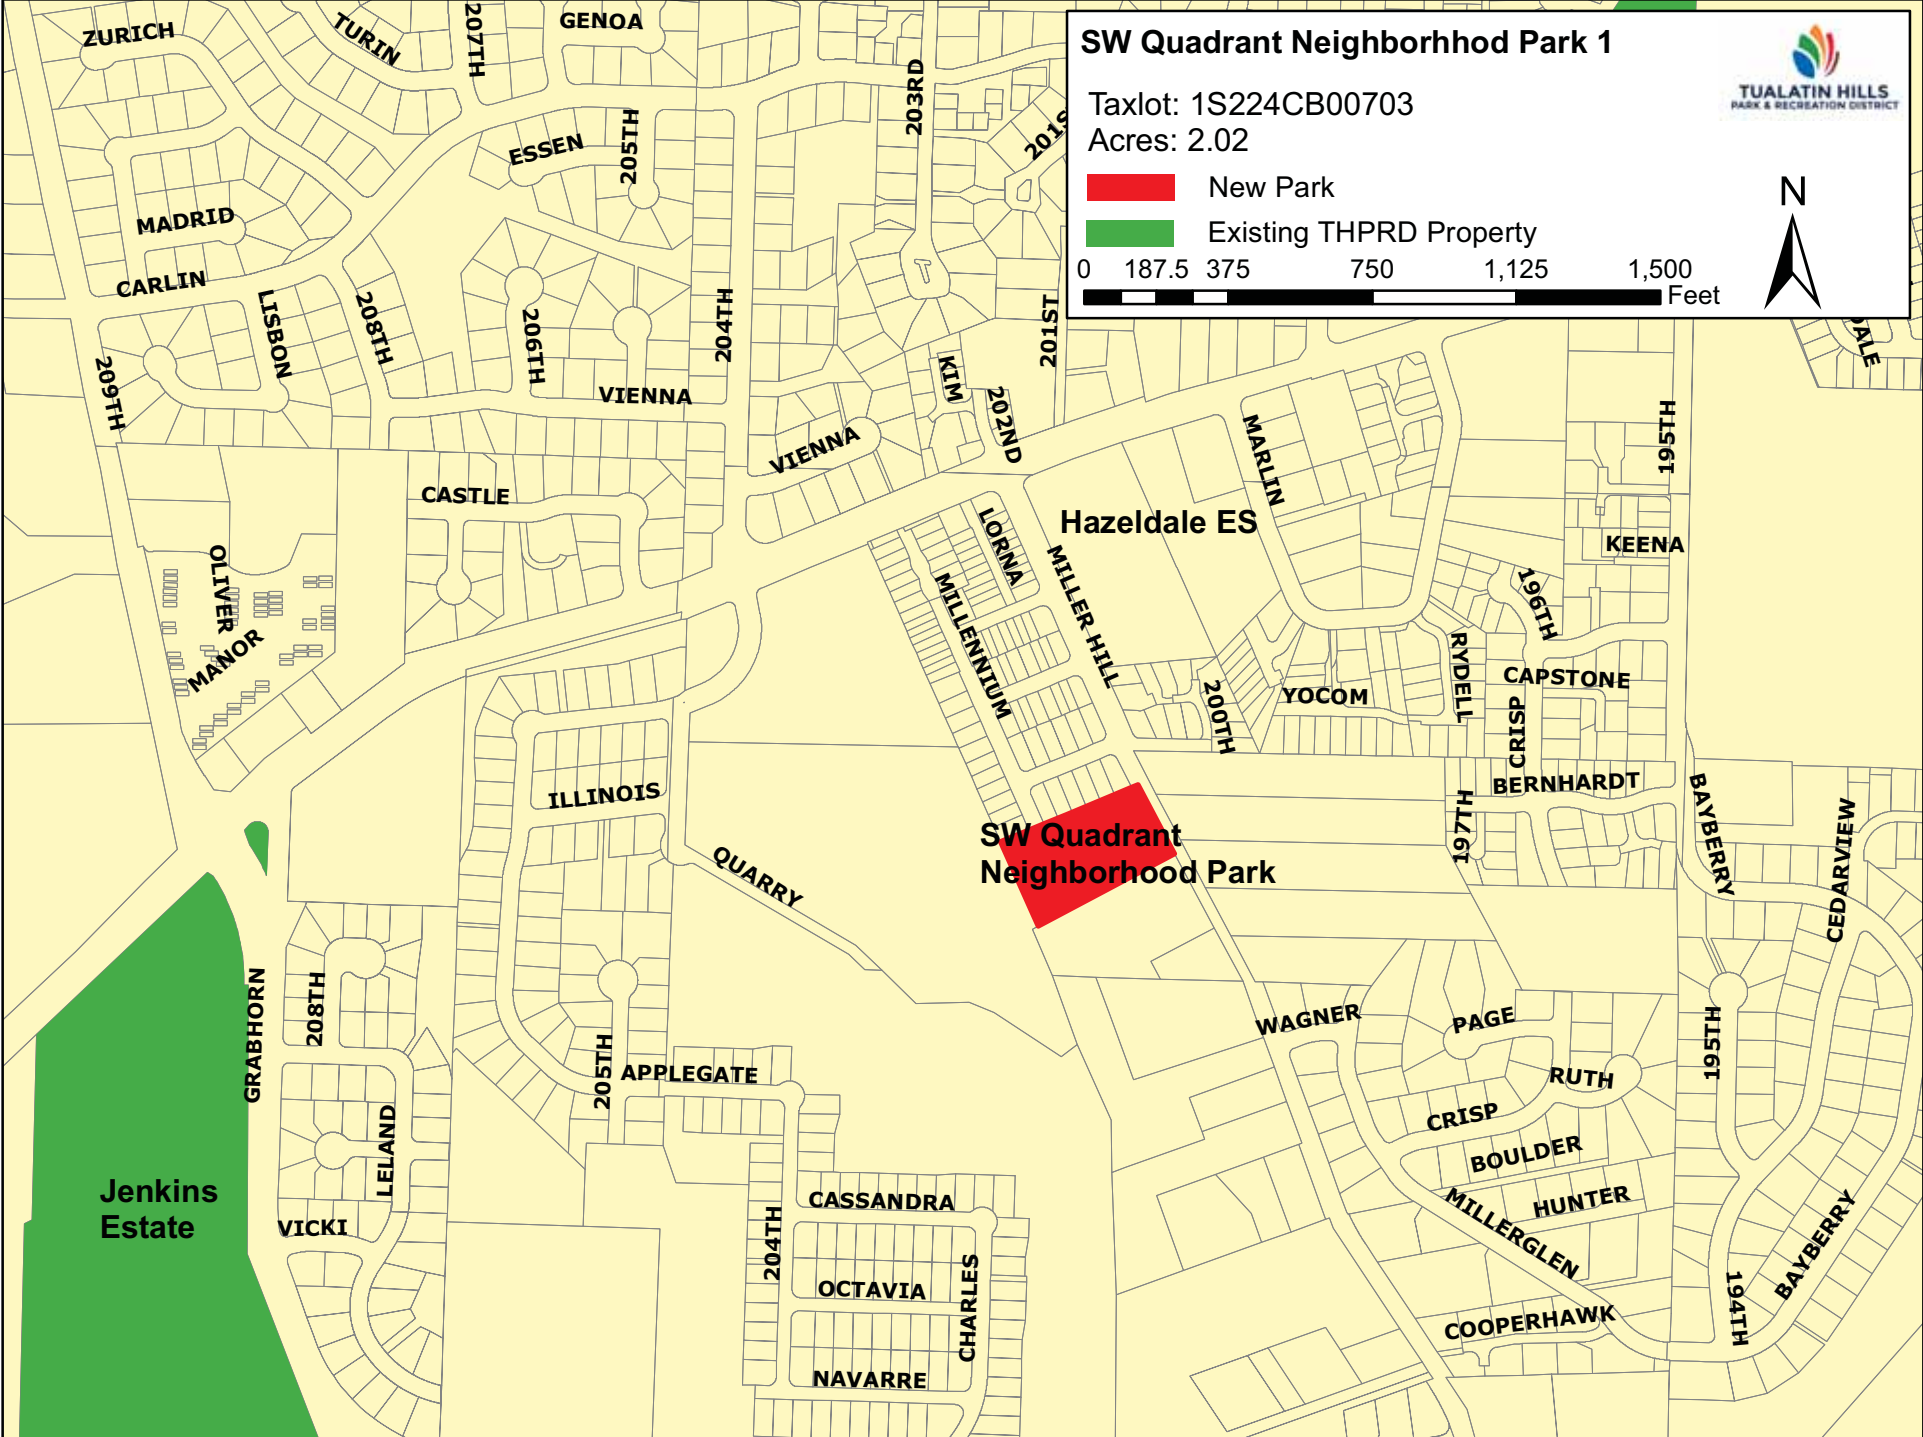 SW Quadrant Neighborhhod Park 1
TUALATIN HILLS
PARK & RECREATION DISTRICT
Taxlot: 1S224CB00703
Acres: 2.02
New Park
Existing THPRD Property
N
0 187.5 375 750 1,125 1,500
Feet
ZURICH
TURIN
207TH
GENOA
203RD
ESSEN
205TH
MADRID
CARLIN
LISBON
208TH
206TH
204TH
201ST
209TH
VIENNA
KIM
202ND
VIENNA
MARLIN
195TH
CASTLE
LORNA
Hazeldale ES
KEENA
OLIVER
MANOR
MILLENNIUM
MILLER HILL
196TH
RYDELL
CAPSTONE
YOCOM
200TH
CRISP
ILLINOIS
BERNHARDT
197TH
BAYBERRY
CEDARVIEW
QUARRY
SW Quadrant
Neighborhood Park
GRABHORN
208TH
WAGNER
PAGE
195TH
205TH
APPLEGATE
RUTH
LELAND
CRISP
BOULDER
Jenkins
Estate
VICKI
CASSANDRA
204TH
HUNTER
MILLERGLEN
BAYBERRY
OCTAVIA
CHARLES
194TH
COOPERHAWK
NAVARRE